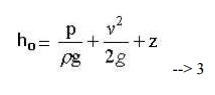 h₀ = p/ρg + v²/2g + z
--> 3